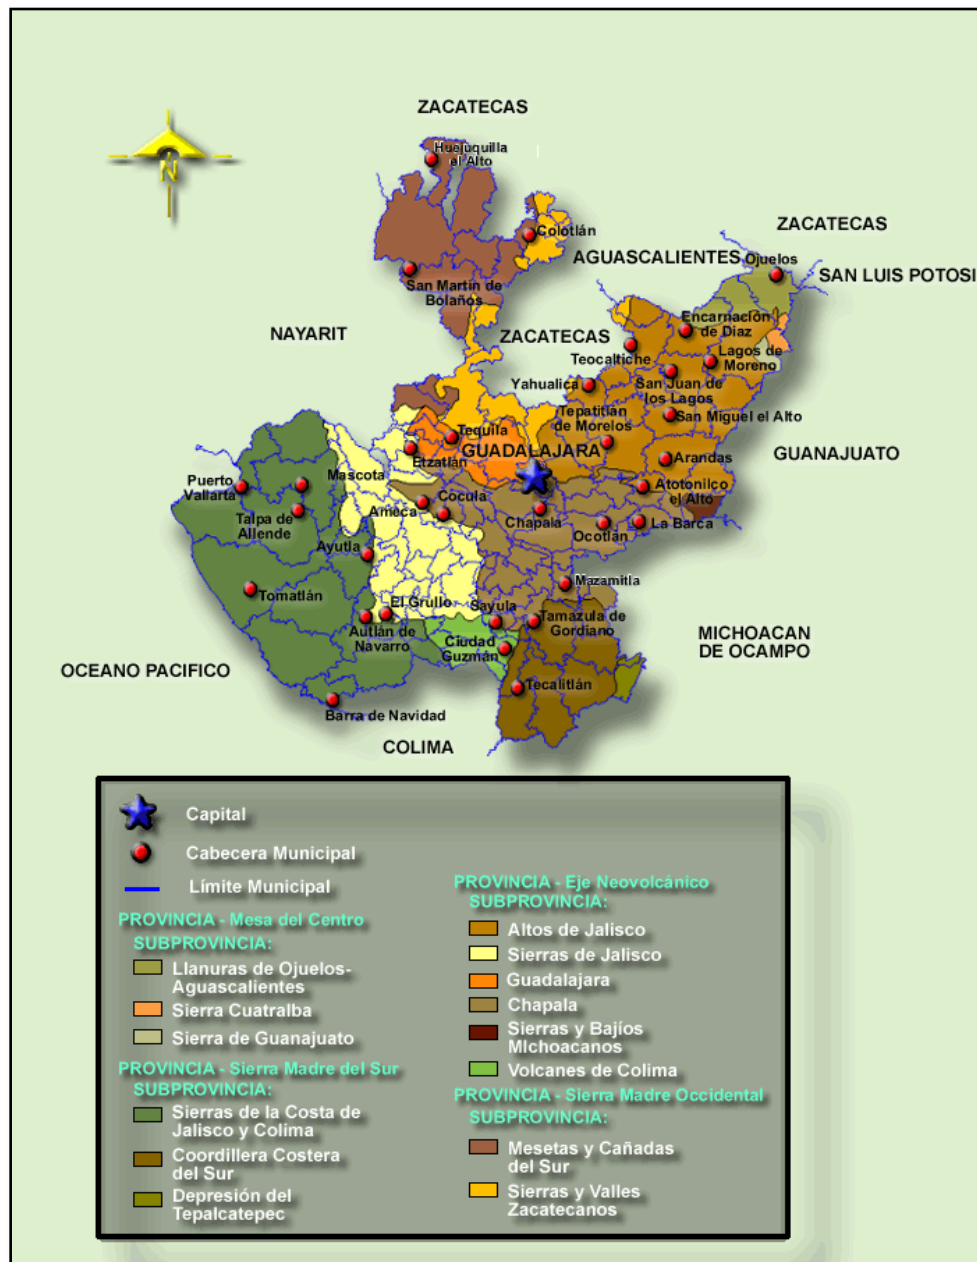 ZACATECAS
N
Huejuquilla
el Alto
Colotlán
ZACATECAS
AGUASCALIENTES
Ojuelos
SAN LUIS POTOSI
San Martín de
Bolaños
NAYARIT
ZACATECAS
Encarnación
de Díaz
Teocaltiche
Lagos de
Moreno
Yahualica
San Juan de
los Lagos
Tepatitlán
de Morelos
San Miguel el Alto
Tequila
GUADALAJARA
Etzatlán
Arandas
GUANAJUATO
Puerto
Vallarta
Mascota
Atotonilco
el Alto
Cocula
Ameca
Talpa de
Allende
Chapala
Ocotlán
La Barca
Ayutla
Mazamitla
Tomatlán
El Grullo
Sayula
Tamazula de
Gordiano
Autlán de
Navarro
Ciudad
Guzmán
MICHOACAN
DE OCAMPO
OCEANO PACIFICO
Tecalitlán
Barra de Navidad
COLIMA
Capital
Cabecera Municipal
Límite Municipal
PROVINCIA - Mesa del Centro
SUBPROVINCIA:
Llanuras de Ojuelos-
Aguascalientes
Sierra Cuatralba
Sierra de Guanajuato
PROVINCIA - Sierra Madre del Sur
SUBPROVINCIA:
Sierras de la Costa de
Jalisco y Colíma
Coordillera Costera
del Sur
Depresión del
Tepalcatepec
PROVINCIA - Eje Neovolcánico
SUBPROVINCIA:
Altos de Jalisco
Sierras de Jalisco
Guadalajara
Chapala
Sierras y Bajíos
MIchoacanos
Volcanes de Colima
PROVINCIA - Sierra Madre Occidental
SUBPROVINCIA:
Mesetas y Cañadas
del Sur
Sierras y Valles
Zacatecanos